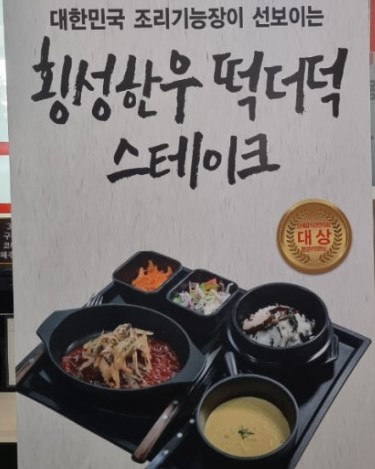 대한민국 조리기능장이 선보이는
횡성한우 떡더덕
스테이크
대상